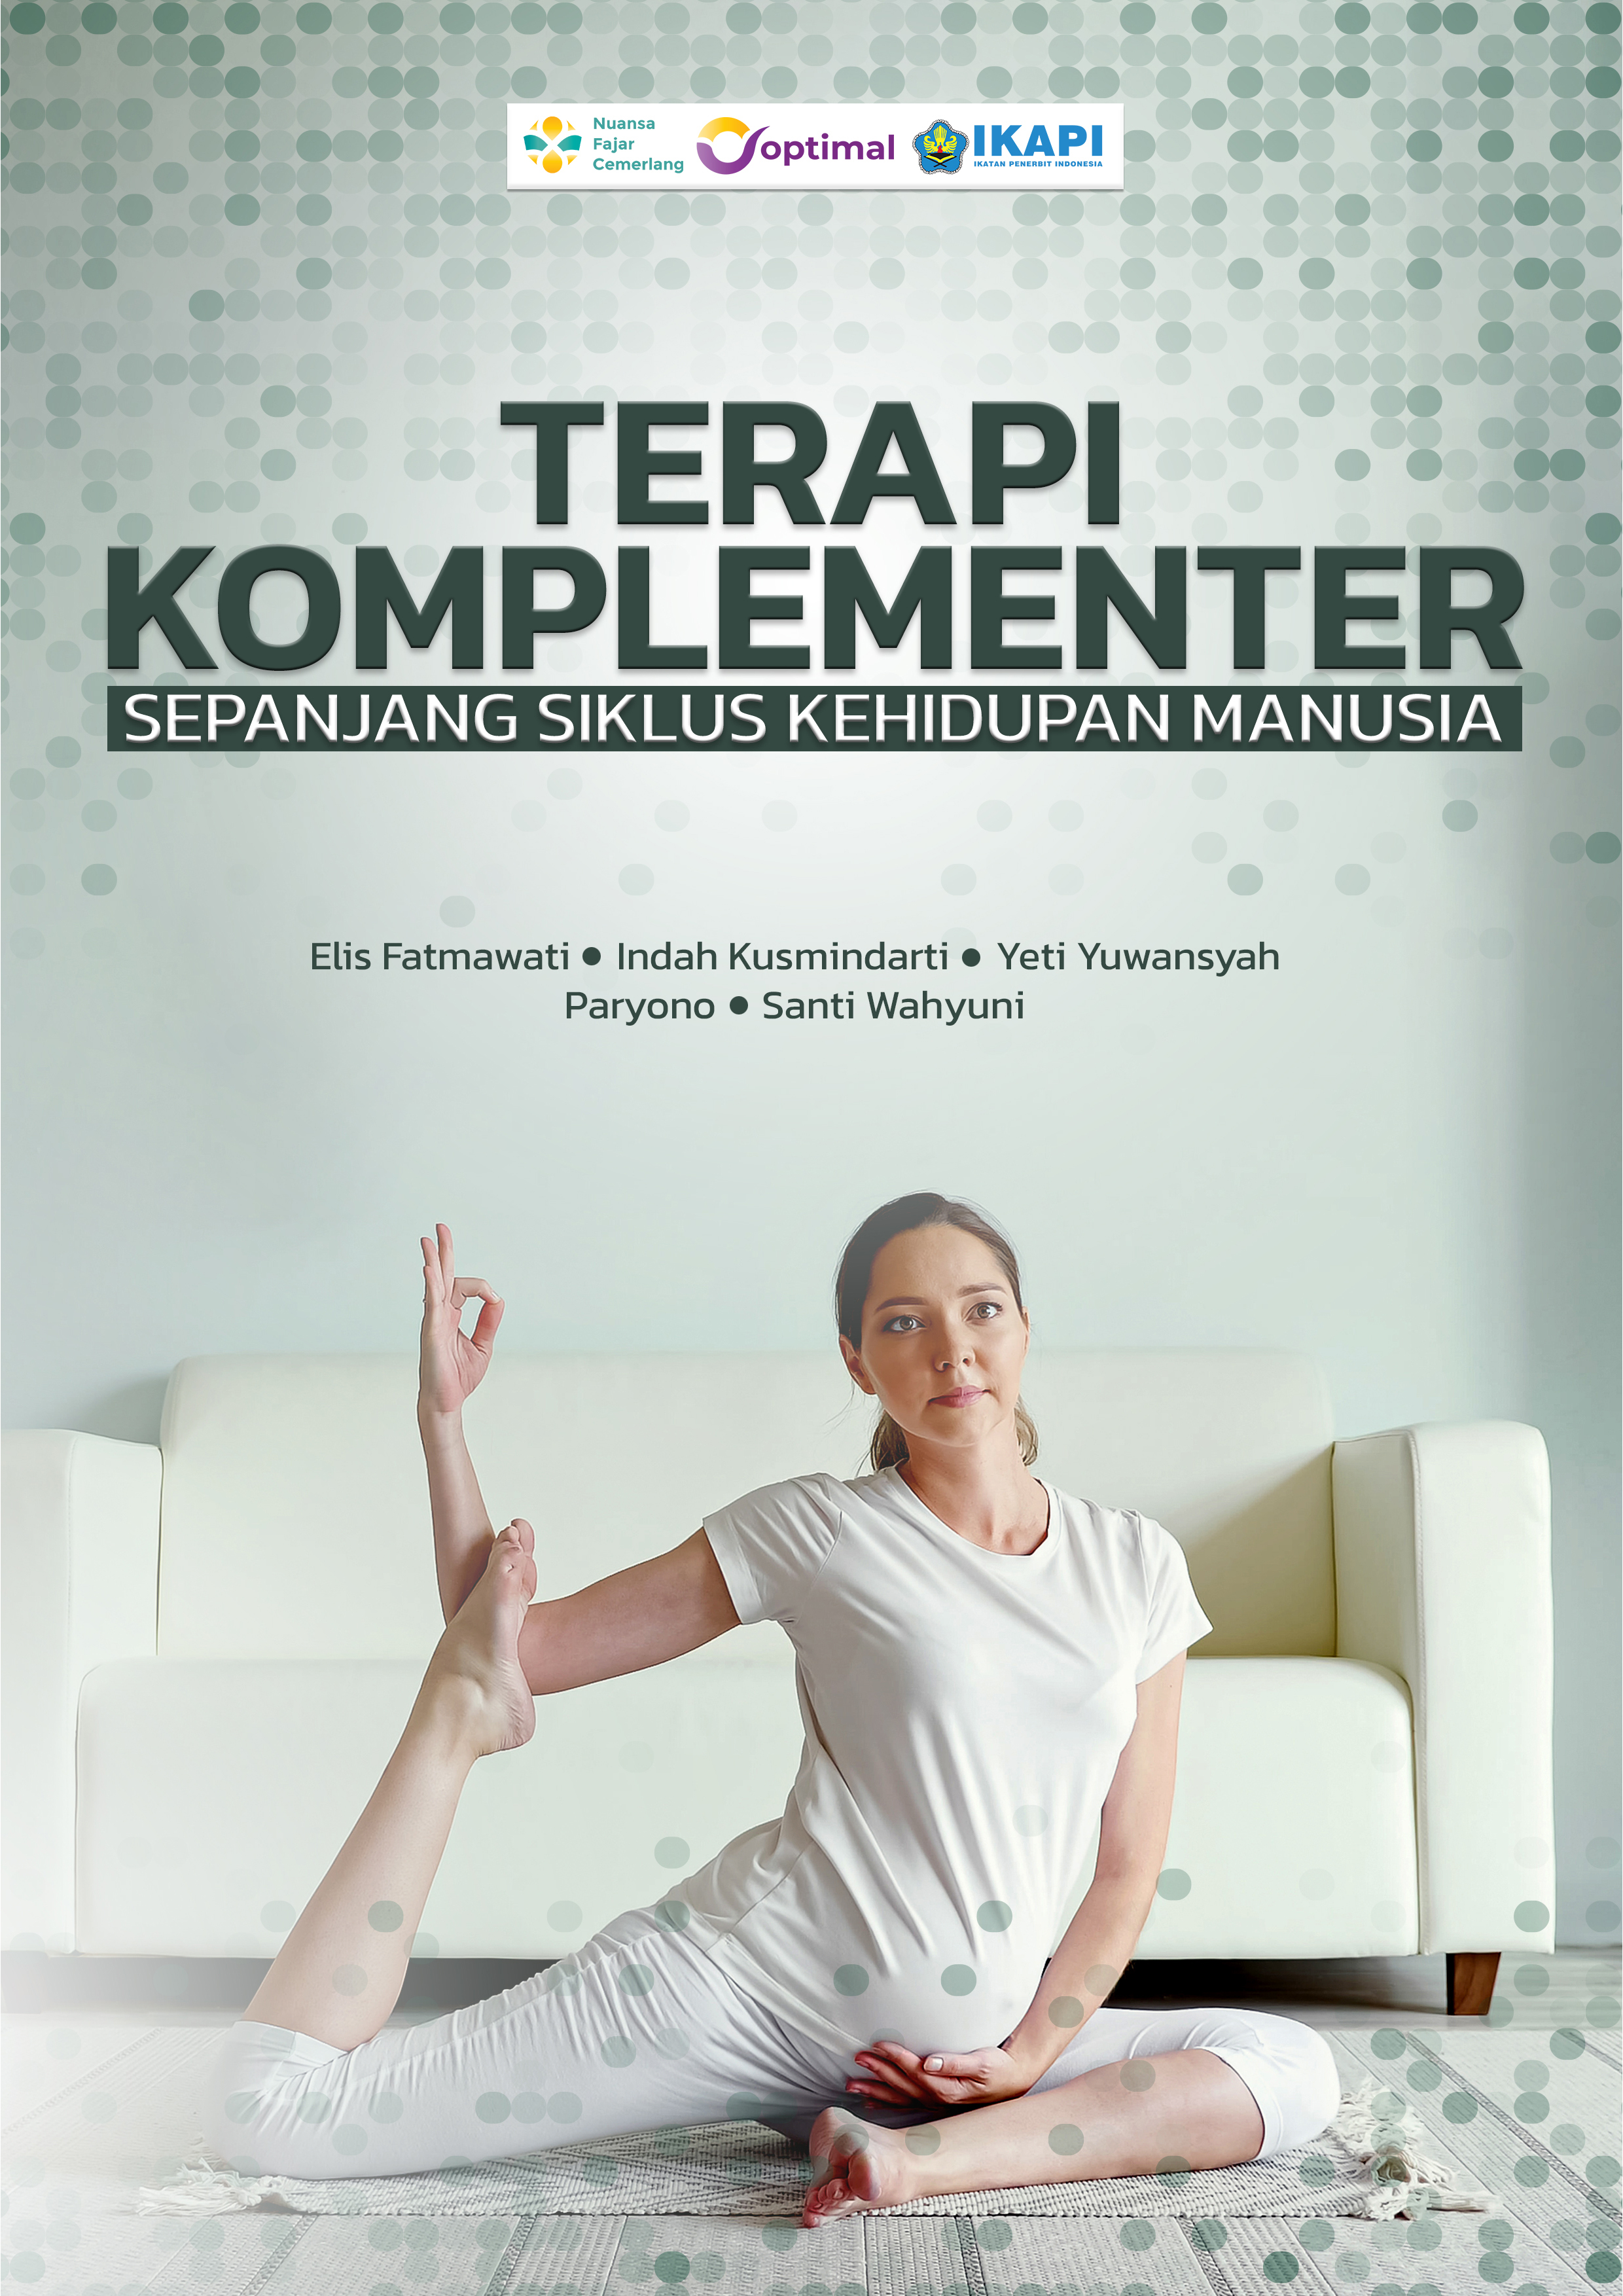 Nuansa
Fajar
Cemerlang
optimal
IKAPI
IKATAN PENERBIT INDONESIA
TERAPI
KOMPLEMENTER
SEPANJANG SIKLUS KEHIDUPAN MANUSIA
Elis Fatmawati ● Indah Kusmindarti ● Yeti Yuwansyah
Paryono ● Santi Wahyuni